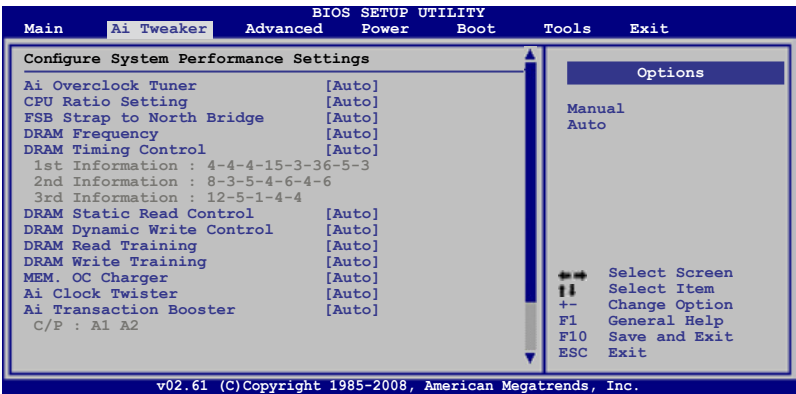 BIOS SETUP UTILITY
Main Ai Tweaker Advanced Power Boot Tools Exit
Configure System Performance Settings
Ai Overclock Tuner [Auto]
CPU Ratio Setting [Auto]
FSB Strap to North Bridge [Auto]
DRAM Frequency [Auto]
DRAM Timing Control [Auto]
1st Information : 4-4-4-15-3-36-5-3
2nd Information : 8-3-5-4-6-4-6
3rd Information : 12-5-1-4-4
DRAM Static Read Control [Auto]
DRAM Dynamic Write Control [Auto]
DRAM Read Training [Auto]
DRAM Write Training [Auto]
MEM. OC Charger [Auto]
Ai Clock Twister [Auto]
Ai Transaction Booster [Auto]
C/P : A1 A2
Options
Manual
Auto
←→ Select Screen
↑↓ Select Item
+- Change Option
F1 General Help
F10 Save and Exit
ESC Exit
v02.61 (C)Copyright 1985-2008, American Megatrends, Inc.